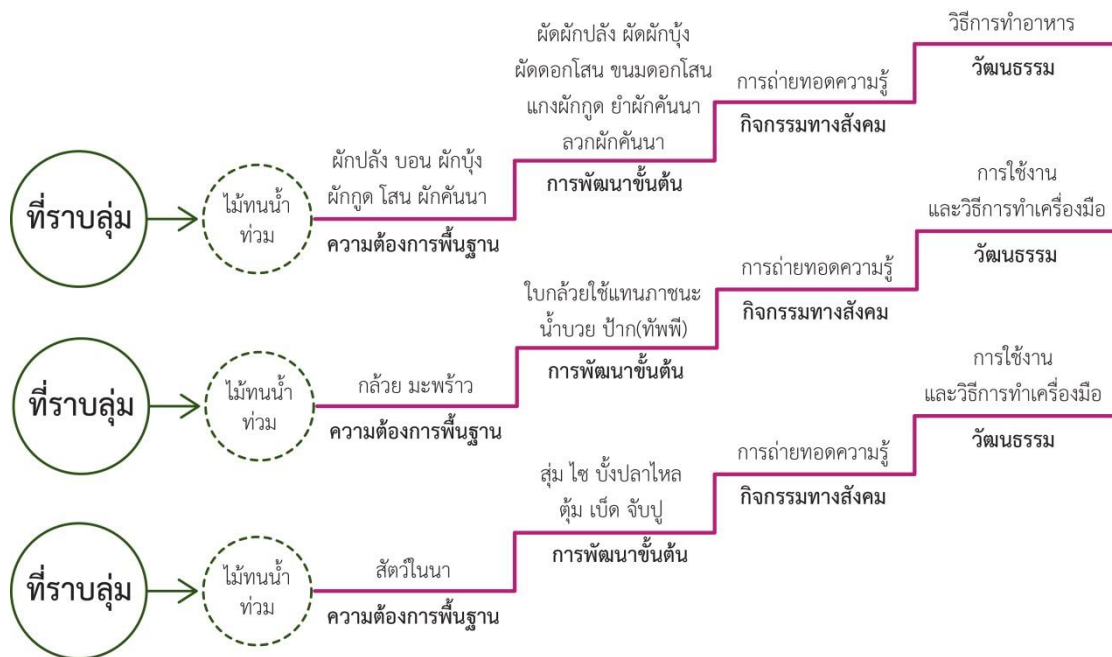 ที่ราบลุ่ม
ไม้ทนน้ำ
ท่วม
ผักปลัง บอน ผักบุ้ง
ผักกูด โสน ผักคันนา
ความต้องการพื้นฐาน
ผัดผักปลัง ผัดผักบุ้ง
ผัดดอกโสน ขนมดอกโสน
แกงผักกูด ยำผักคันนา
ลวกผักคันนา
การพัฒนาขั้นต้น
การถ่ายทอดความรู้
กิจกรรมทางสังคม
วิธีการทำอาหาร
วัฒนธรรม
ที่ราบลุ่ม
ไม้ทนน้ำ
ท่วม
กล้วย มะพร้าว
ความต้องการพื้นฐาน
ใบกล้วยใช้แทนภาชนะ
น้ำบวย ป้าก(ทัพพี)
การพัฒนาขั้นต้น
การถ่ายทอดความรู้
กิจกรรมทางสังคม
การใช้งาน
และวิธีการทำเครื่องมือ
วัฒนธรรม
ที่ราบลุ่ม
ไม้ทนน้ำ
ท่วม
สัตว์ในนา
ความต้องการพื้นฐาน
สุ่ม ไซ บั้งปลาไหล
ตุ้ม เบ็ด จับปู
การพัฒนาขั้นต้น
การถ่ายทอดความรู้
กิจกรรมทางสังคม
การใช้งาน
และวิธีการทำเครื่องมือ
วัฒนธรรม